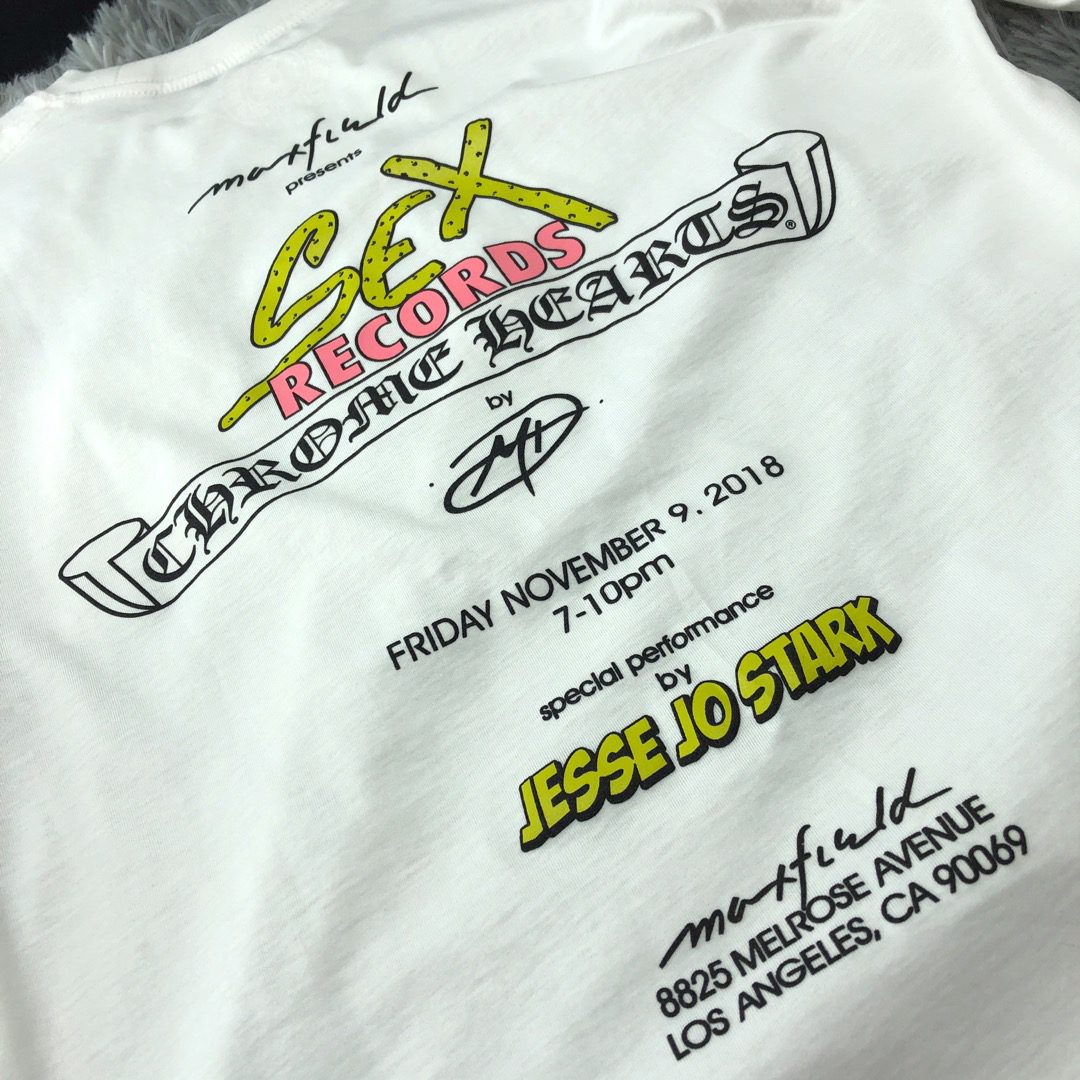 maxfield
presents
SEX
RECORDS
CHROME HEARTS®
by
MH
FRIDAY NOVEMBER 9, 2018
7-10pm
special performance
by
JESSE JO STARK
maxfield
8825 MELROSE AVENUE
LOS ANGELES, CA 90069